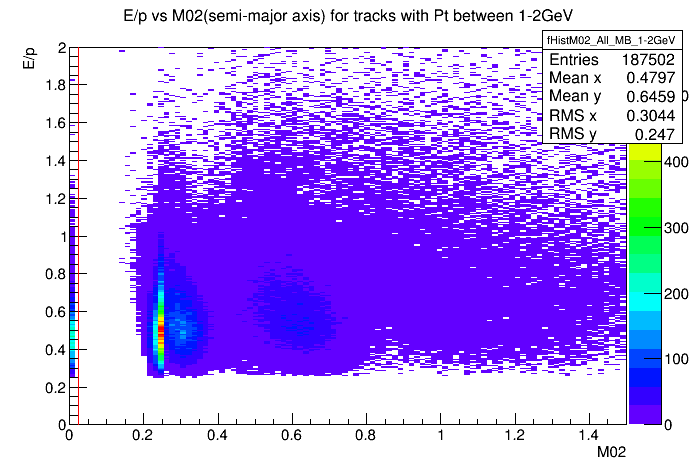 E/p vs M02(semi-major axis) for tracks with Pt between 1-2GeV
E/p
fHistM02_All_MB_1-2GeV
Entries 187502
Mean x 0.4797
Mean y 0.6459
RMS x 0.3044
RMS y 0.247
2
1.8
1.6
1.4
1.2
1
0.8
0.6
0.4
0.2
0
0
400
300
200
100
0
0 0.2 0.4 0.6 0.8 1 1.2 1.4
M02